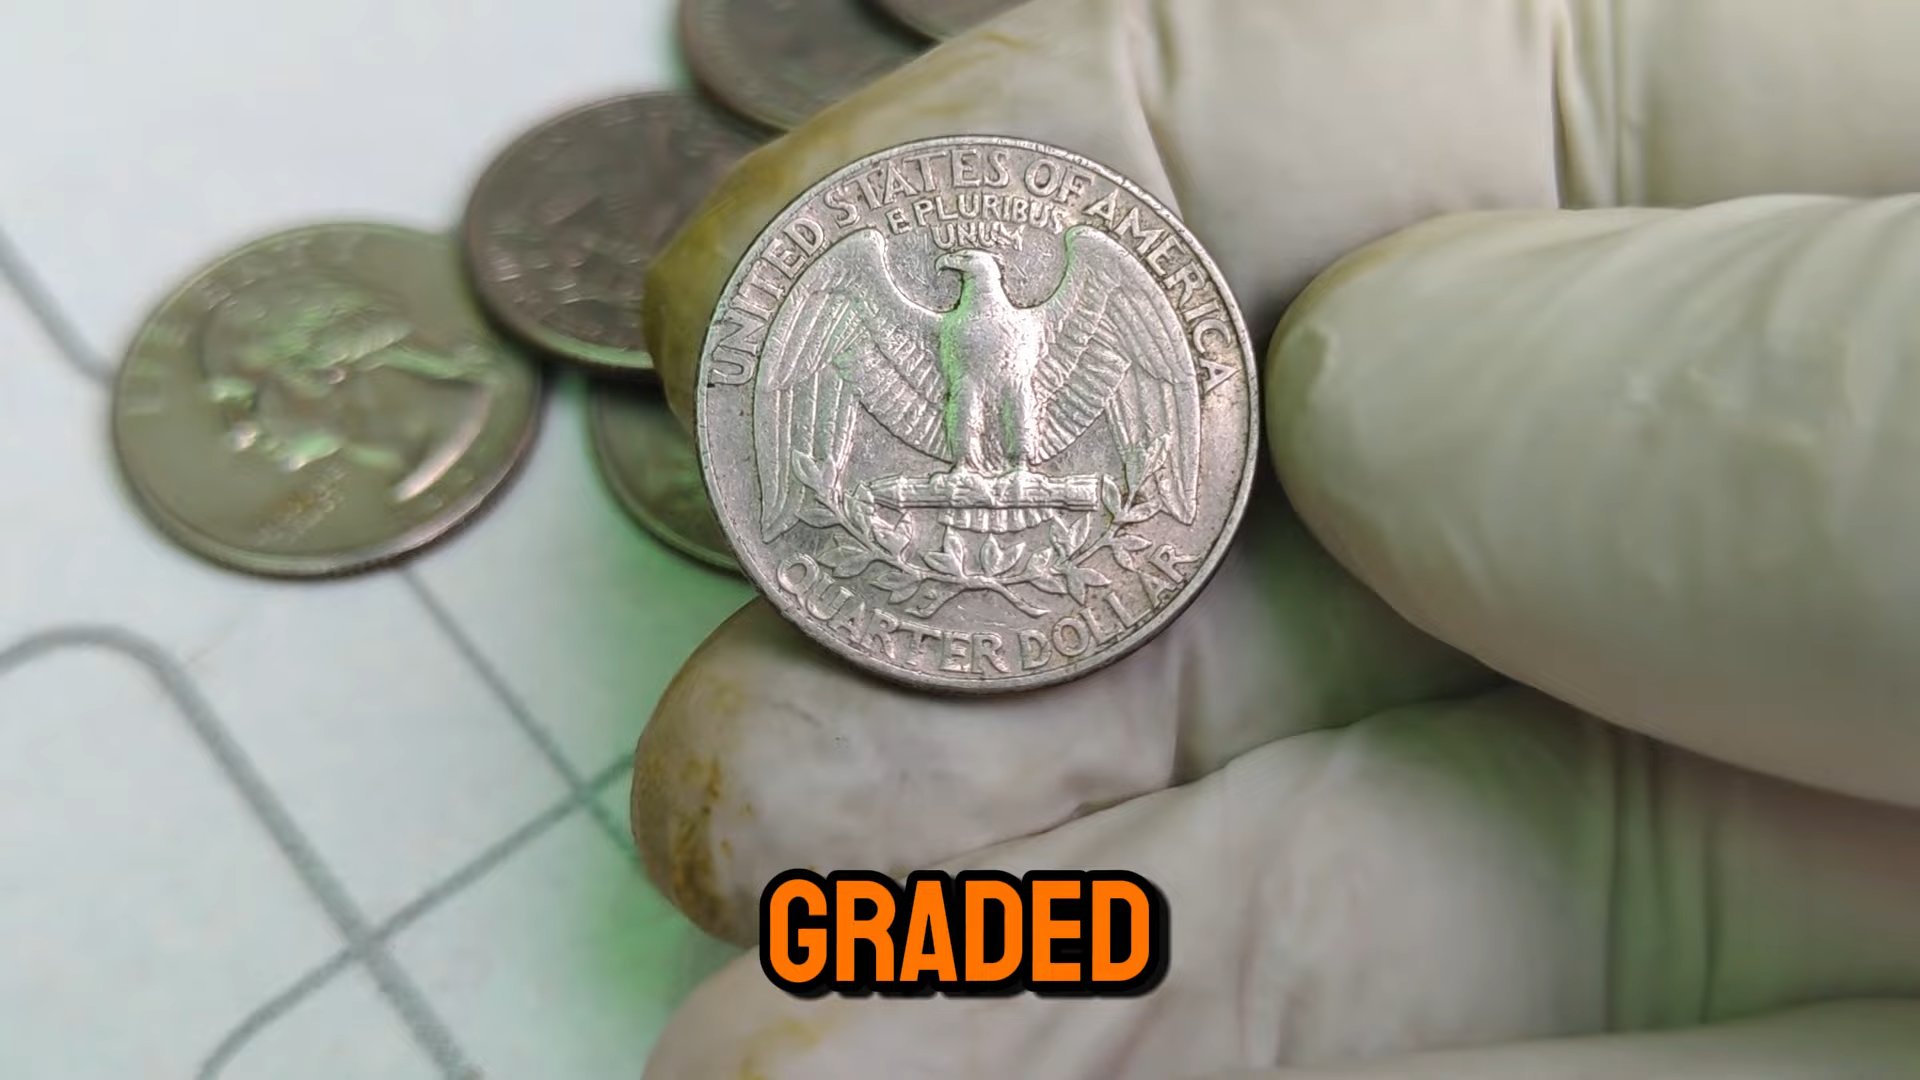 UNITED STATES OF AMERICA
E PLURIBUS
UNUM
QUARTER DOLLAR
GRADED